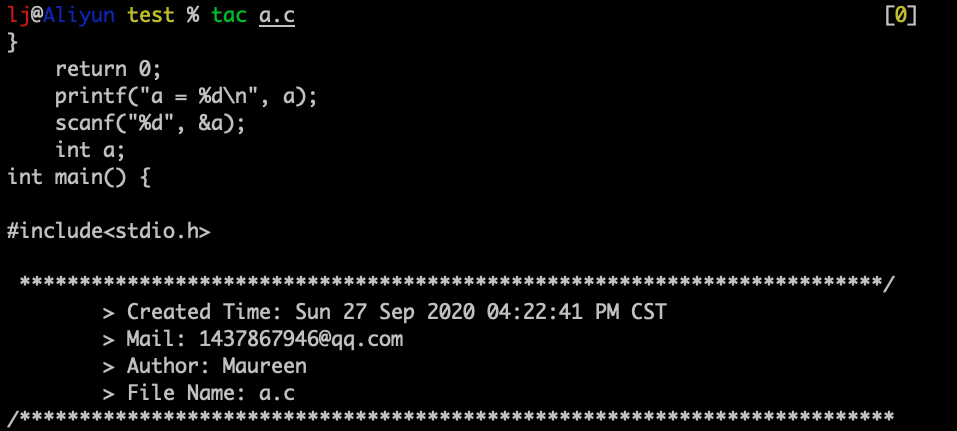 lj@Aliyun test % tac a.c [0]
}
    return 0;
    printf("a = %d\n", a);
    scanf("%d", &a);
    int a;
int main() {

#include<stdio.h>

 ************************************************************************/
        > Created Time: Sun 27 Sep 2020 04:22:41 PM CST
        > Mail: 1437867946@qq.com
        > Author: Maureen
        > File Name: a.c
/*************************************************************************